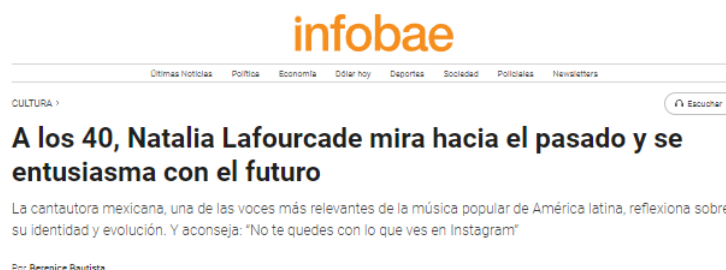 infobae
Últimas Noticias Política Economía Dólar hoy Deportes Sociedad Policiales Newsletters
CULTURA >
Escuchar
A los 40, Natalia Lafourcade mira hacia el pasado y se
entusiasma con el futuro
La cantautora mexicana, una de las voces más relevantes de la música popular de América latina, reflexiona sobre
su identidad y evolución. Y aconseja: “No te quedes con lo que ves en Instagram”
Por Berenice Bautista